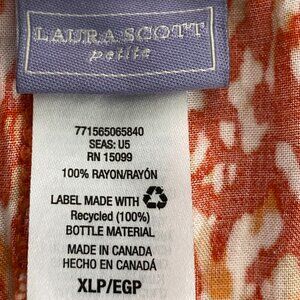 LAURA SCOTT
petite
771565065840
SEAS: U5
RN 15099
100% RAYON/RAYÓN
LABEL MADE WITH
Recycled (100%)
BOTTLE MATERIAL
MADE IN CANADA
HECHO EN CANADÁ
XLP/EGP